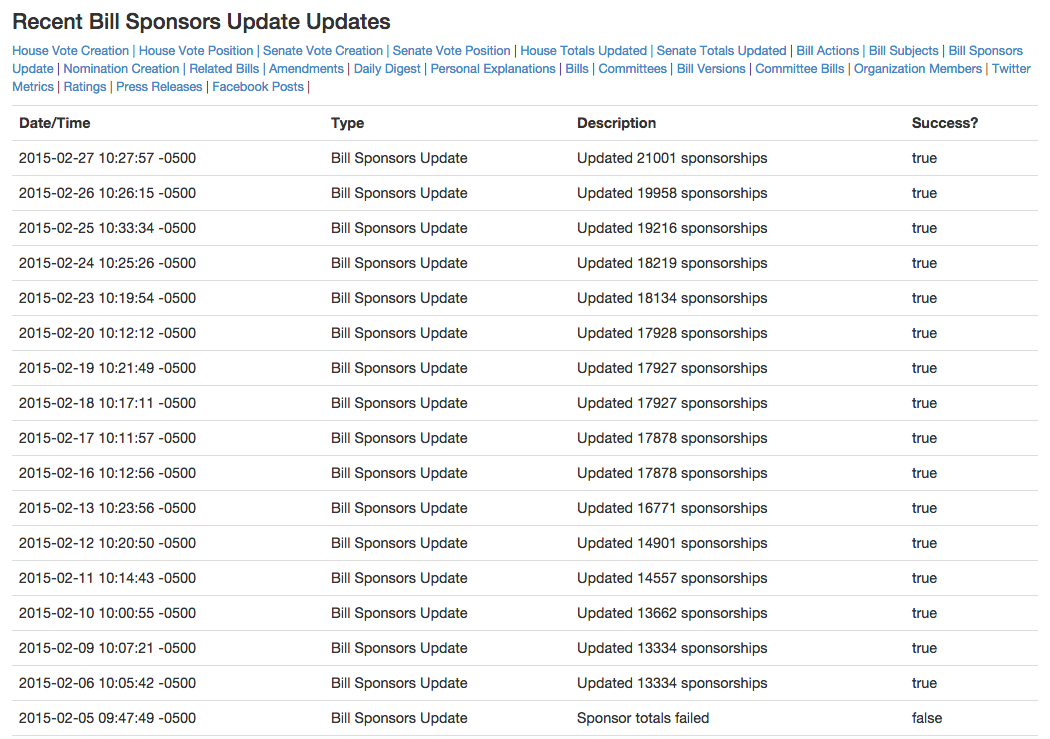 Recent Bill Sponsors Update Updates
House Vote Creation | House Vote Position | Senate Vote Creation | Senate Vote Position | House Totals Updated | Senate Totals Updated | Bill Actions | Bill Subjects | Bill Sponsors
Update | Nomination Creation | Related Bills | Amendments | Daily Digest | Personal Explanations | Bills | Committees | Bill Versions | Committee Bills | Organization Members | Twitter
Metrics | Ratings | Press Releases | Facebook Posts |
Date/Time Type Description Success?
2015-02-27 10:27:57 -0500 Bill Sponsors Update Updated 21001 sponsorships true
2015-02-26 10:26:15 -0500 Bill Sponsors Update Updated 19958 sponsorships true
2015-02-25 10:33:34 -0500 Bill Sponsors Update Updated 19216 sponsorships true
2015-02-24 10:25:26 -0500 Bill Sponsors Update Updated 18219 sponsorships true
2015-02-23 10:19:54 -0500 Bill Sponsors Update Updated 18134 sponsorships true
2015-02-20 10:12:12 -0500 Bill Sponsors Update Updated 17928 sponsorships true
2015-02-19 10:21:49 -0500 Bill Sponsors Update Updated 17927 sponsorships true
2015-02-18 10:17:11 -0500 Bill Sponsors Update Updated 17927 sponsorships true
2015-02-17 10:11:57 -0500 Bill Sponsors Update Updated 17878 sponsorships true
2015-02-16 10:12:56 -0500 Bill Sponsors Update Updated 17878 sponsorships true
2015-02-13 10:23:56 -0500 Bill Sponsors Update Updated 16771 sponsorships true
2015-02-12 10:20:50 -0500 Bill Sponsors Update Updated 14901 sponsorships true
2015-02-11 10:14:43 -0500 Bill Sponsors Update Updated 14557 sponsorships true
2015-02-10 10:00:55 -0500 Bill Sponsors Update Updated 13662 sponsorships true
2015-02-09 10:07:21 -0500 Bill Sponsors Update Updated 13334 sponsorships true
2015-02-06 10:05:42 -0500 Bill Sponsors Update Updated 13334 sponsorships true
2015-02-05 09:47:49 -0500 Bill Sponsors Update Sponsor totals failed false